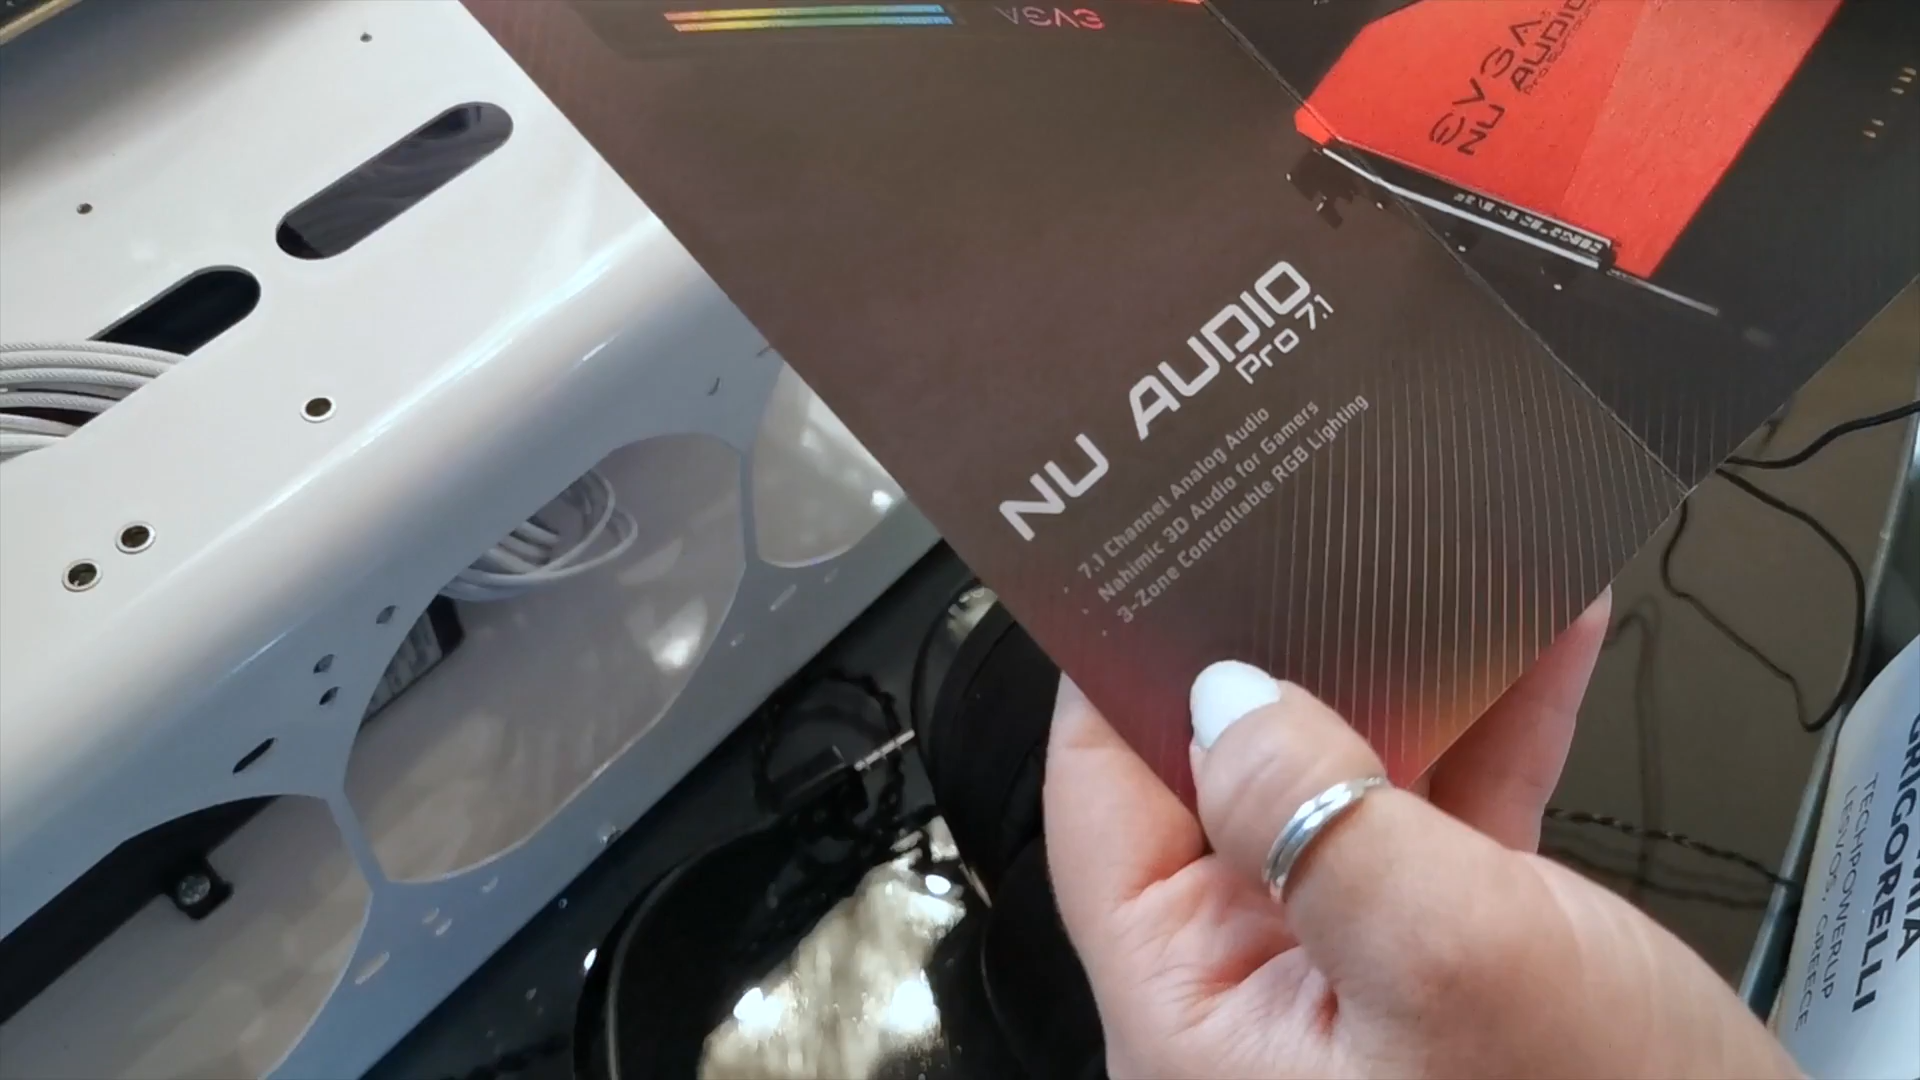 EVGA
EVGA
NU AUDIO
NU AUDIO
Pro 7.1
7.1 Channel Analog Audio
Nahimic 3D Audio for Gamers
3-Zone Controllable RGB Lighting
GRIGORELLI
TECHPOWERUP
LESVOS, GREECE